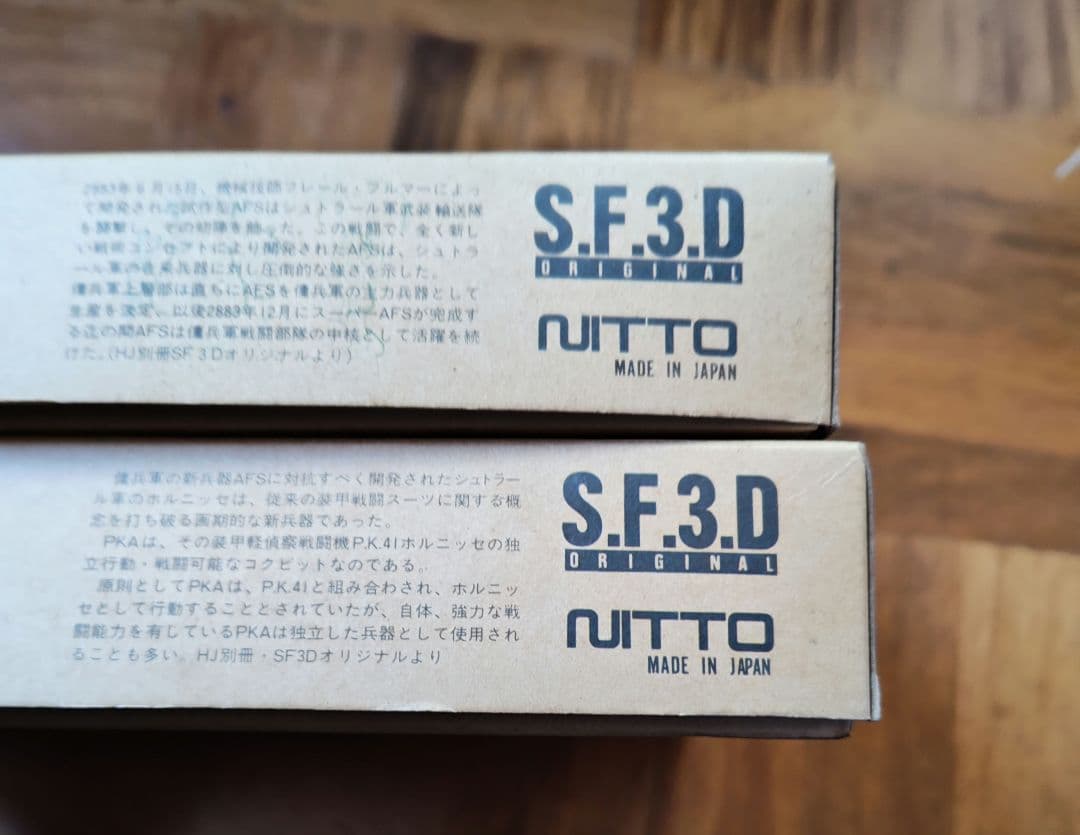 2883年6月15日、機械技師フレール・ブルマーによっ
て開発された試作型AFSはシュトラール軍武装輸送隊
を襲撃し、その初陣を飾った。この戦闘で、全く新し
い戦術コンセプトにより開発されたAFSは、シュトラ
ール軍の在来兵器に対し圧倒的な強さを示した。
傭兵軍上層部は直ちにAFSを傭兵軍の主力兵器として
生産を決定、以後2883年12月にスーパーAFSが完成す
る迄の間AFSは傭兵軍戦闘部隊の中核として活躍を続
けた。(HJ別冊SF3Dオリジナルより)
S.F.3.D
ORIGINAL
NITTO
MADE IN JAPAN
傭兵軍の新兵器AFSに対抗すべく開発されたシュトラー
ル軍のホルニッセは、従来の装甲戦闘スーツに関する概
念を打ち破る画期的な新兵器であった。
PKAは、その装甲軽偵察戦闘機P.K.41ホルニッセの独
立行動・戦闘可能なコクピットなのである。
原則としてPKAは、P.K.41と組み合わされ、ホルニッ
セとして行動することとされていたが、自体、強力な戦
闘能力を有しているPKAは独立した兵器として使用され
ることも多い。HJ別冊・SF3Dオリジナルより
S.F.3.D
ORIGINAL
NITTO
MADE IN JAPAN